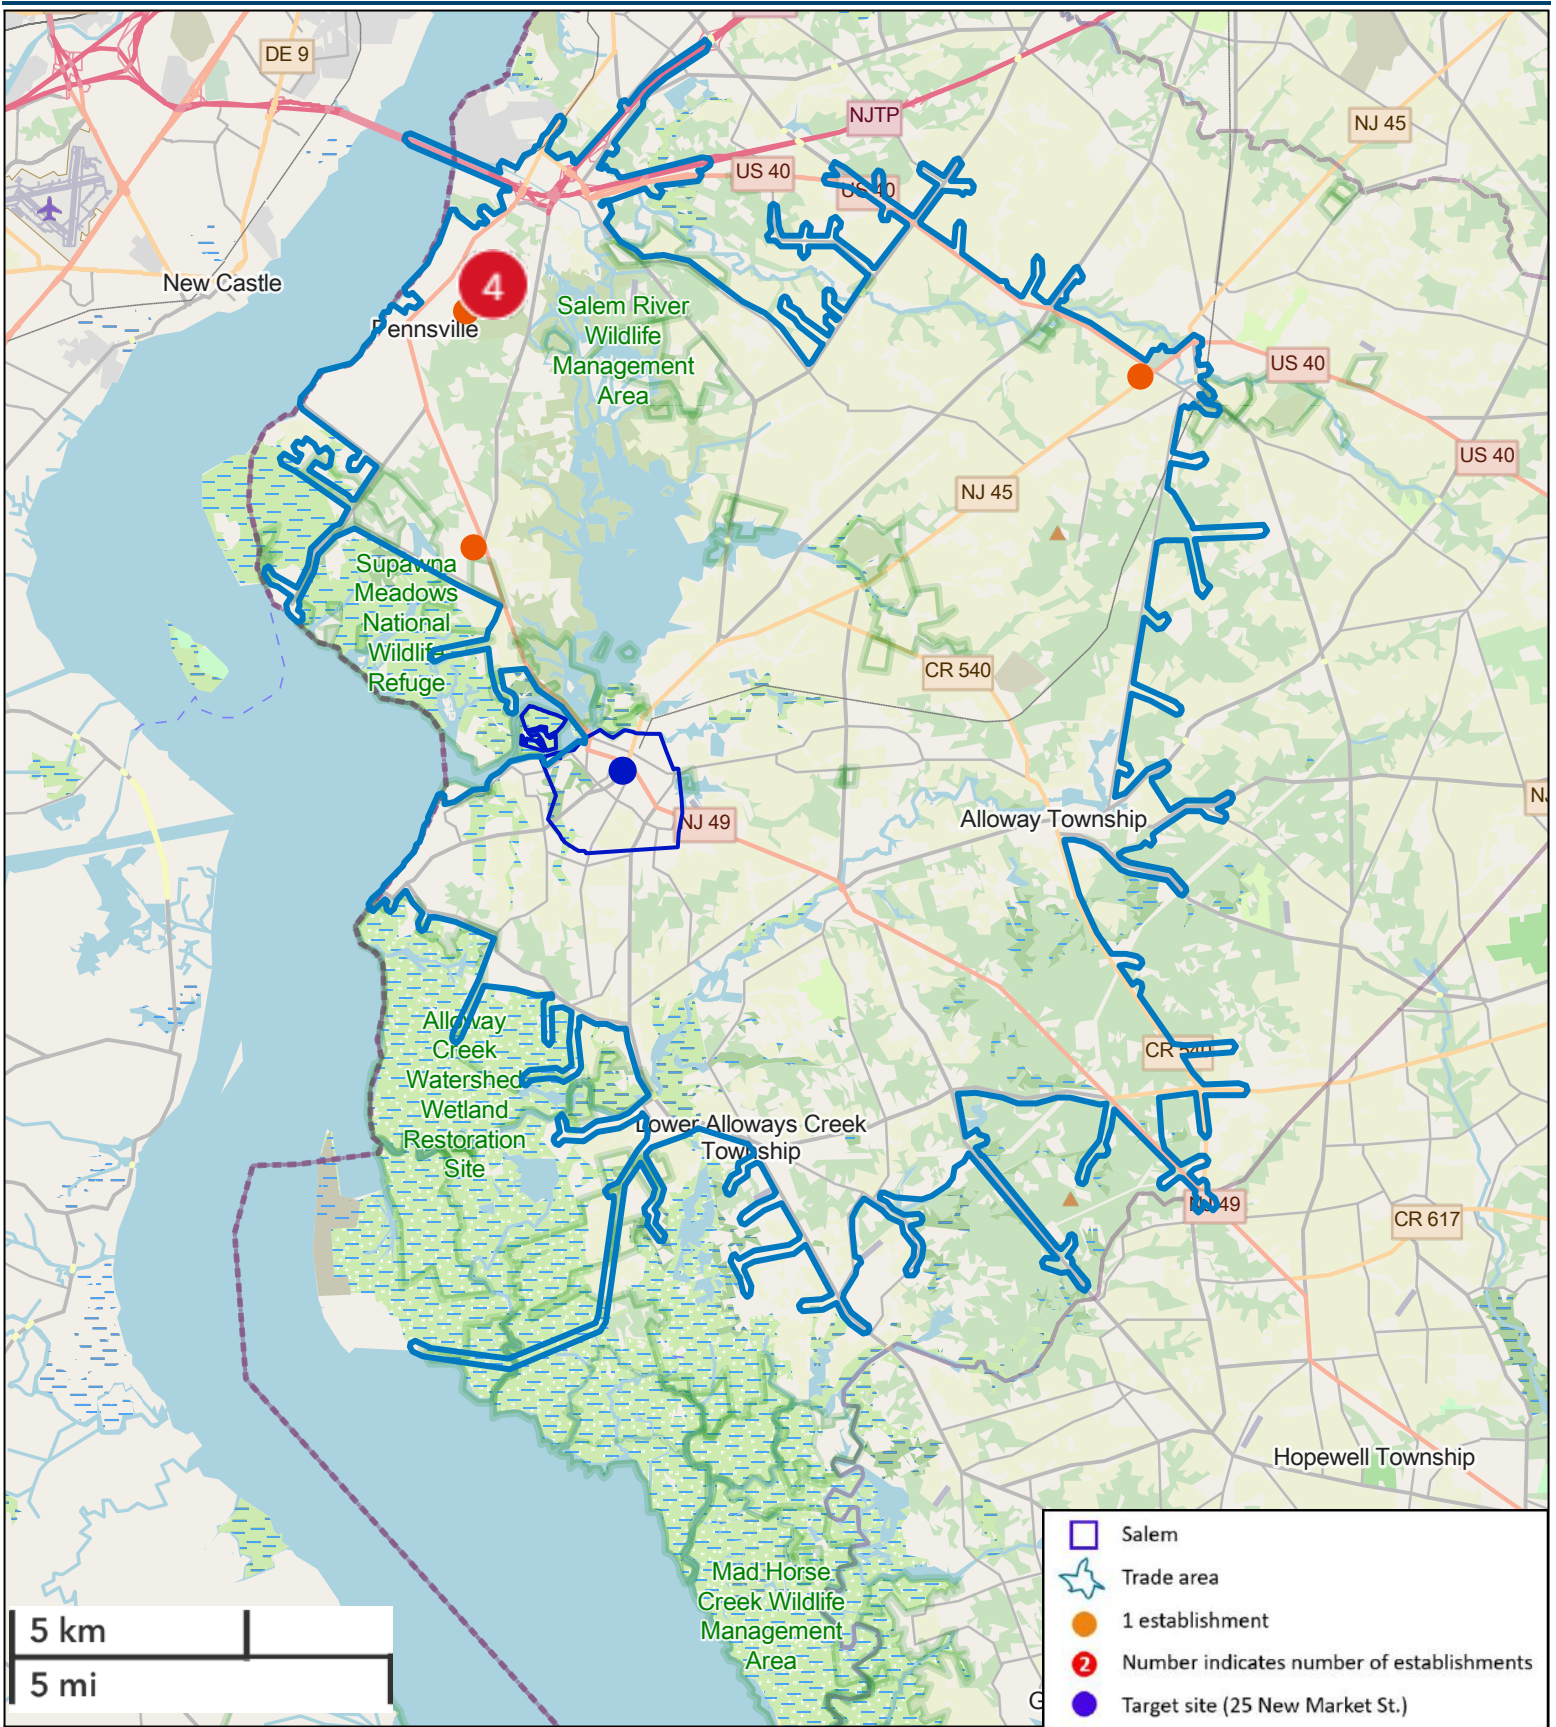 DE 9
NJTP
NJ 45
US 40
US 40
New Castle
4
Pennsville
Salem River
Wildlife
Management
Area
US 40
US 40
NJ 45
Supawna
Meadows
National
Wildlife
Refuge
CR 540
NJ 49
Alloway Township
Alloway
Creek
Watershed
Wetland
Restoration
Site
CR 540
Lower Alloways Creek
Township
NJ 49
CR 617
Hopewell Township
Mad Horse
Creek Wildlife
Management
Area
5 km
5 mi
Salem
Trade area
1 establishment
2 Number indicates number of establishments
Target site (25 New Market St.)